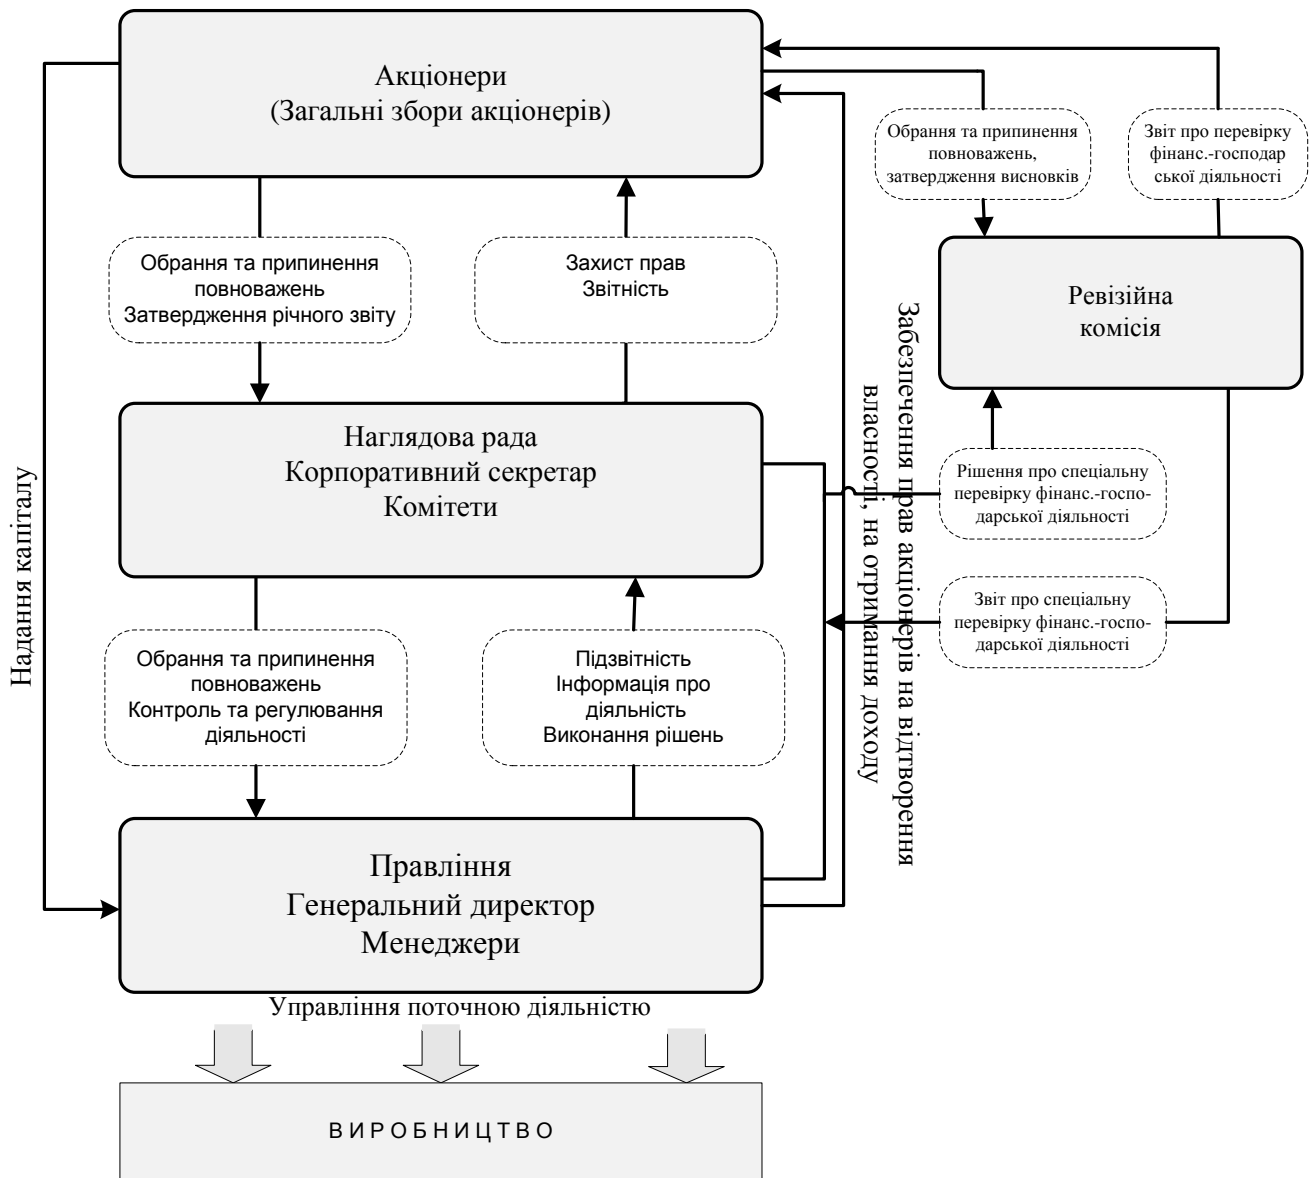 Акціонери
(Загальні збори акціонерів)
Обрання та припинення
повноважень,
затвердження висновків
Звіт про перевірку
фінанс.-господар
ської діяльності
Обрання та припинення
повноважень
Затвердження річного звіту
Захист прав
Звітність
Ревізійна
комісія
Надання капіталу
Забезпечення прав акціонерів на відтворення
власності, на отримання доходу
Наглядова рада
Корпоративний секретар
Комітети
Рішення про спеціальну
перевірку фінанс.-госпо-
дарської діяльності
Звіт про спеціальну
перевірку фінанс.-госпо-
дарської діяльності
Обрання та припинення
повноважень
Контроль та регулювання
діяльності
Підзвітність
Інформація про
діяльність
Виконання рішень
Правління
Генеральний директор
Менеджери
Управління поточною діяльністю
В И Р О Б Н И Ц Т В О